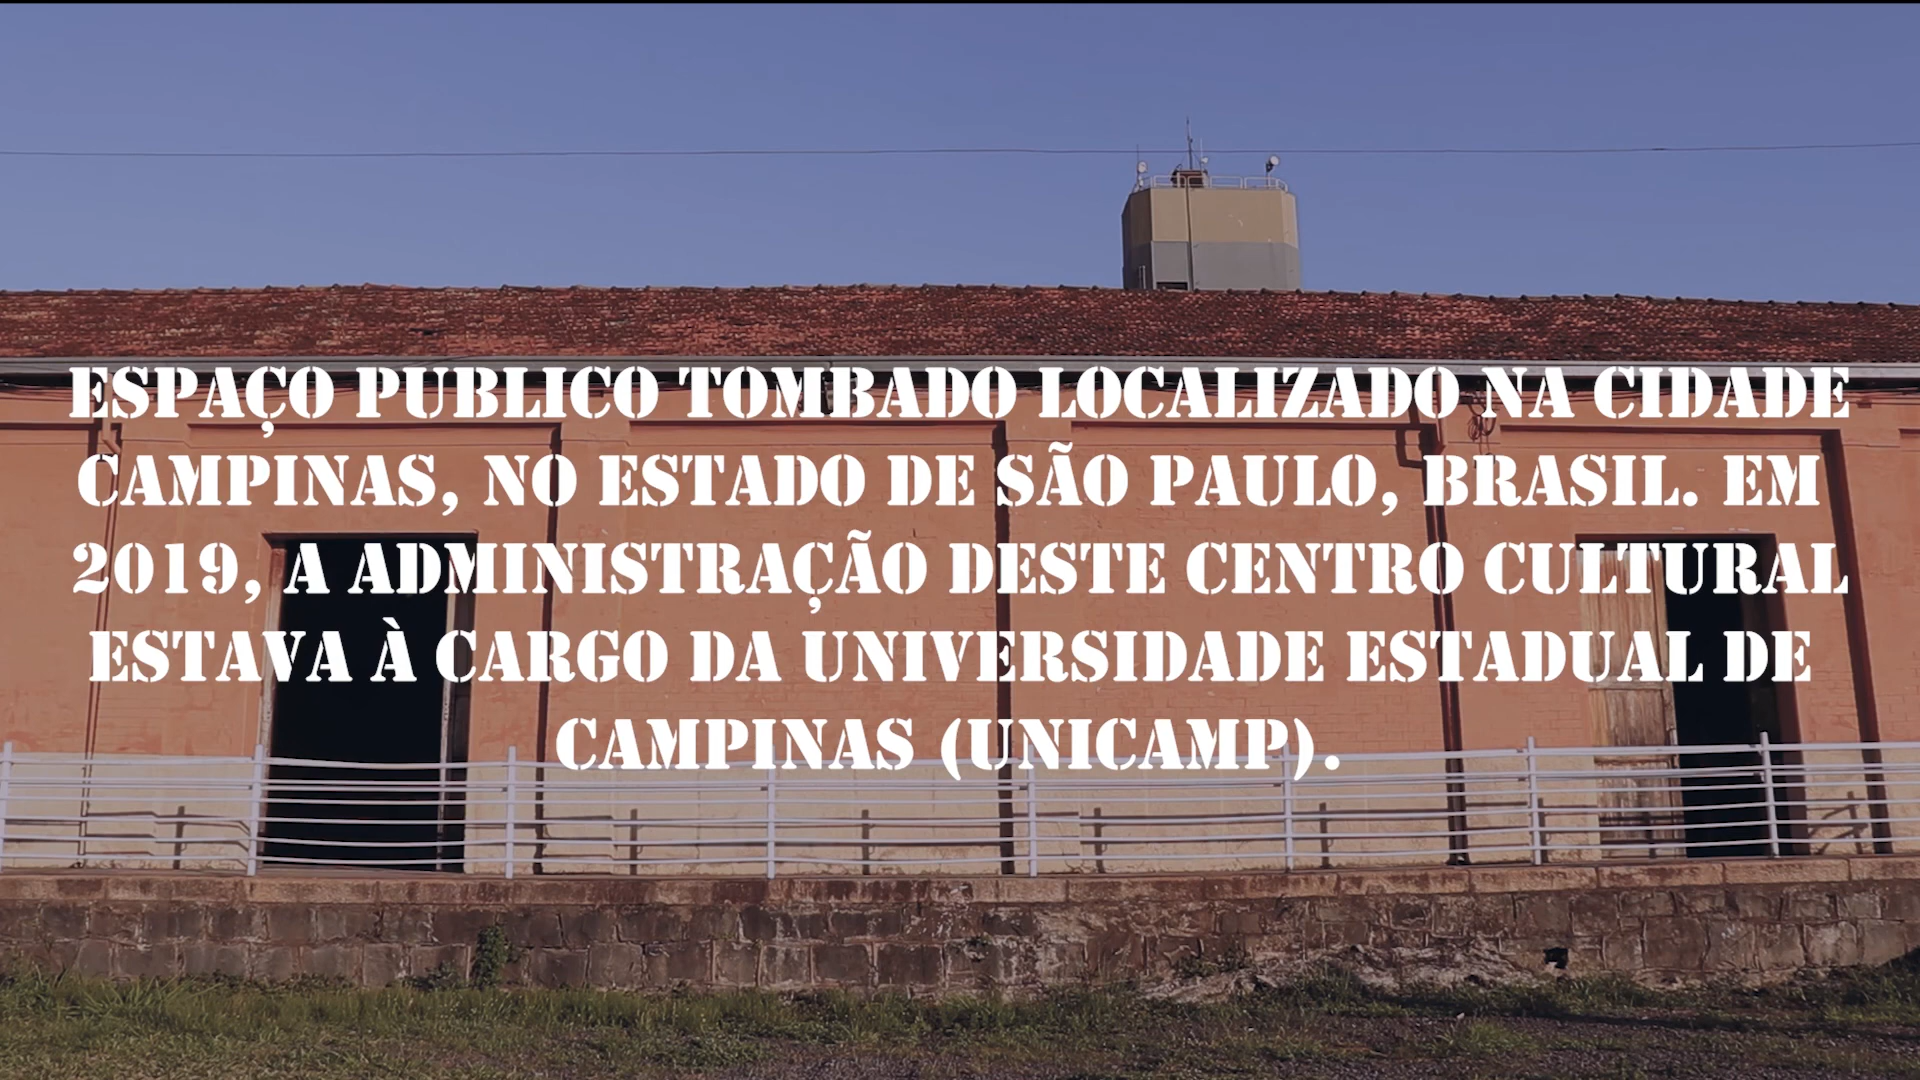 ESPAÇO PUBLICO TOMBADO LOCALIZADO NA CIDADE
CAMPINAS, NO ESTADO DE SÃO PAULO, BRASIL. EM
2019, A ADMINISTRAÇÃO DESTE CENTRO CULTURAL
ESTAVA À CARGO DA UNIVERSIDADE ESTADUAL DE
CAMPINAS (UNICAMP).